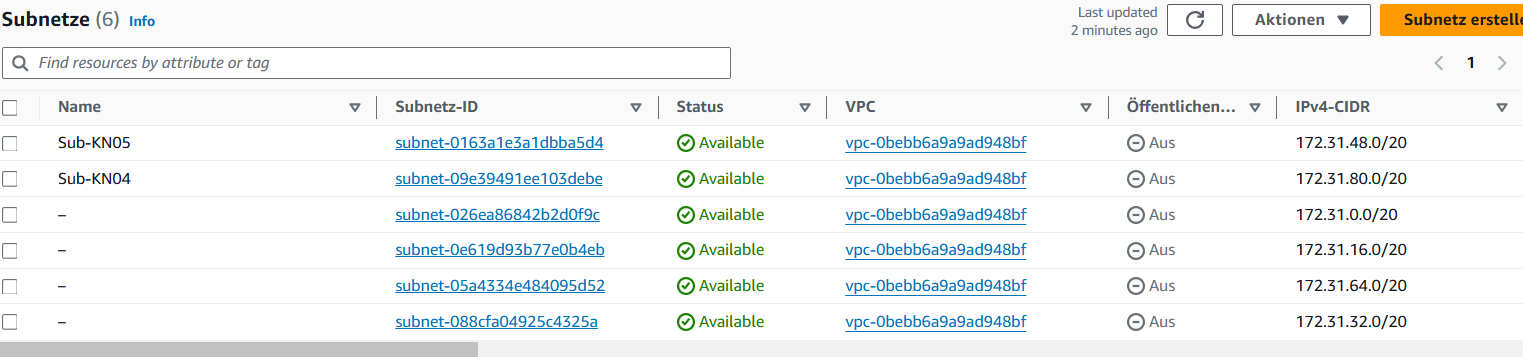 Subnetze (6) Info
Last updated
2 minutes ago
Aktionen
Subnetz erstelle
Find resources by attribute or tag
1
Name Subnetz-ID Status VPC Öffentlichen... IPv4-CIDR
Sub-KN05 subnet-0163a1e3a1dbba5d4 Available vpc-0bebb6a9a9ad948bf Aus 172.31.48.0/20
Sub-KN04 subnet-09e39491ee103debe Available vpc-0bebb6a9a9ad948bf Aus 172.31.80.0/20
– subnet-026ea86842b2d0f9c Available vpc-0bebb6a9a9ad948bf Aus 172.31.0.0/20
– subnet-0e619d93b77e0b4eb Available vpc-0bebb6a9a9ad948bf Aus 172.31.16.0/20
– subnet-05a4334e484095d52 Available vpc-0bebb6a9a9ad948bf Aus 172.31.64.0/20
– subnet-088cfa04925c4325a Available vpc-0bebb6a9a9ad948bf Aus 172.31.32.0/20